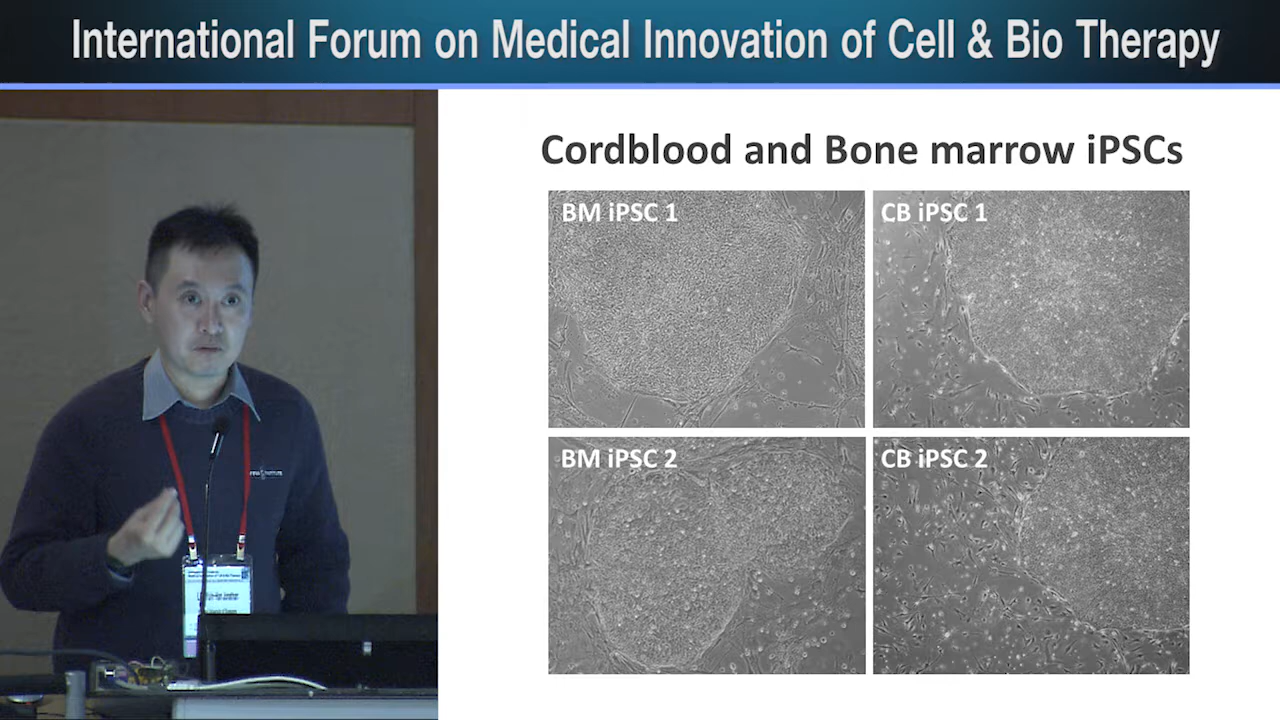 International Forum on Medical Innovation of Cell & Bio Therapy
Cordblood and Bone marrow iPSCs
BM iPSC 1
CB iPSC 1
BM iPSC 2
CB iPSC 2